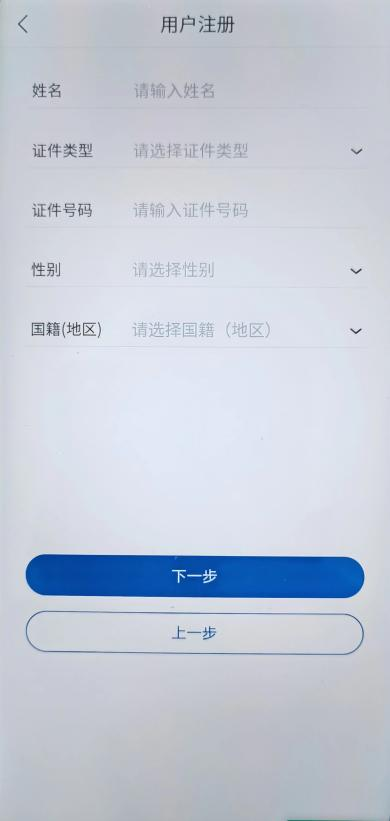 用户注册
姓名 请输入姓名
证件类型 请选择证件类型
证件号码 请输入证件号码
性别 请选择性别
国籍(地区) 请选择国籍（地区）
下一步
上一步